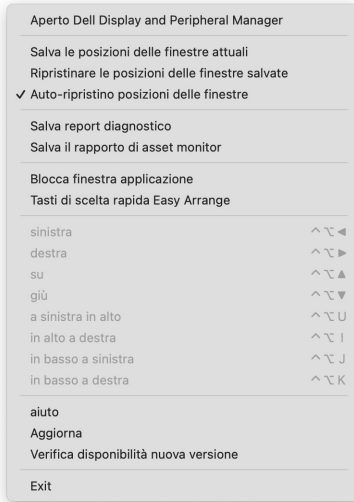 Aperto Dell Display and Peripheral Manager
Salva le posizioni delle finestre attuali
Ripristinare le posizioni delle finestre salvate
✓ Auto-ripristino posizioni delle finestre
Salva report diagnostico
Salva il rapporto di asset monitor
Blocca finestra applicazione
Tasti di scelta rapida Easy Arrange
sinistra ^⌥◀
destra ^⌥▶
su ^⌥▲
giù ^⌥▼
a sinistra in alto ^⌥U
in alto a destra ^⌥I
in basso a sinistra ^⌥J
in basso a destra ^⌥K
aiuto
Aggiorna
Verifica disponibilità nuova versione
Exit